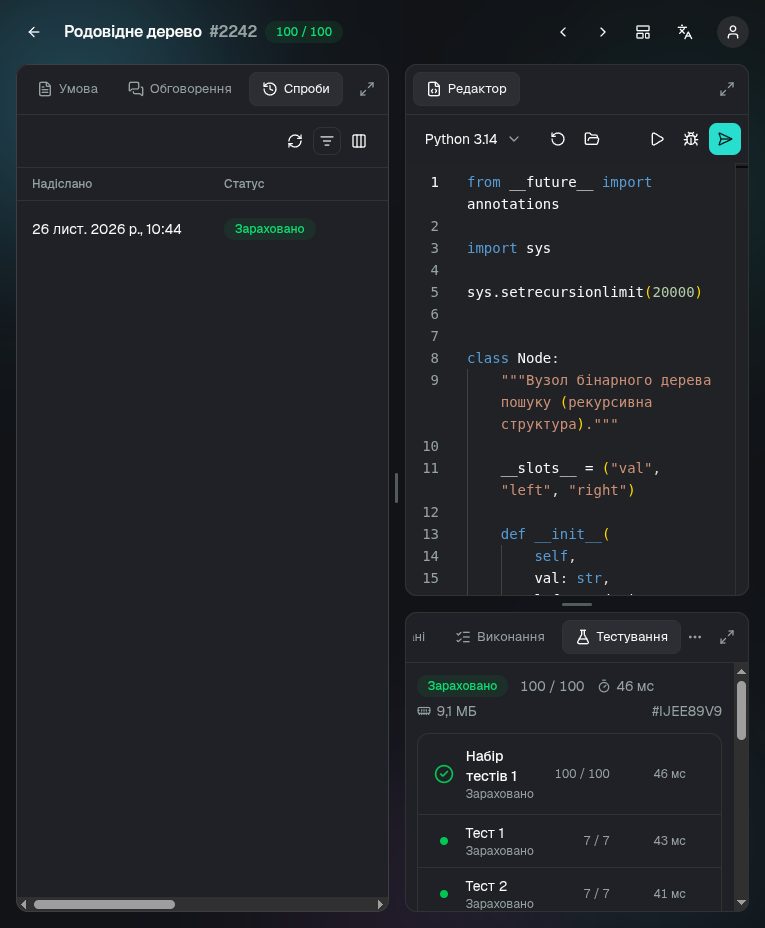 Родовідне дерево #2242 100 / 100
Умова Обговорення Спроби
Надіслано Статус
26 лист. 2026 р., 10:44 Зараховано
Редактор
Python 3.14
1 from __future__ import
annotations
2
3 import sys
4
5 sys.setrecursionlimit(20000)
6
7
8 class Node:
9 """Вузол бінарного дерева
пошуку (рекурсивна
структура)."""
10
11 __slots__ = ("val",
"left", "right")
12
13 def __init__(
14 self,
15 val: str,
Виконання Тестування
Зараховано 100 / 100 46 мс
9,1 МБ #IJEE89V9
Набір
тестів 1 100 / 100 46 мс
Зараховано
Тест 1 7 / 7 43 мс
Зараховано
Тест 2 7 / 7 41 мс
Зараховано